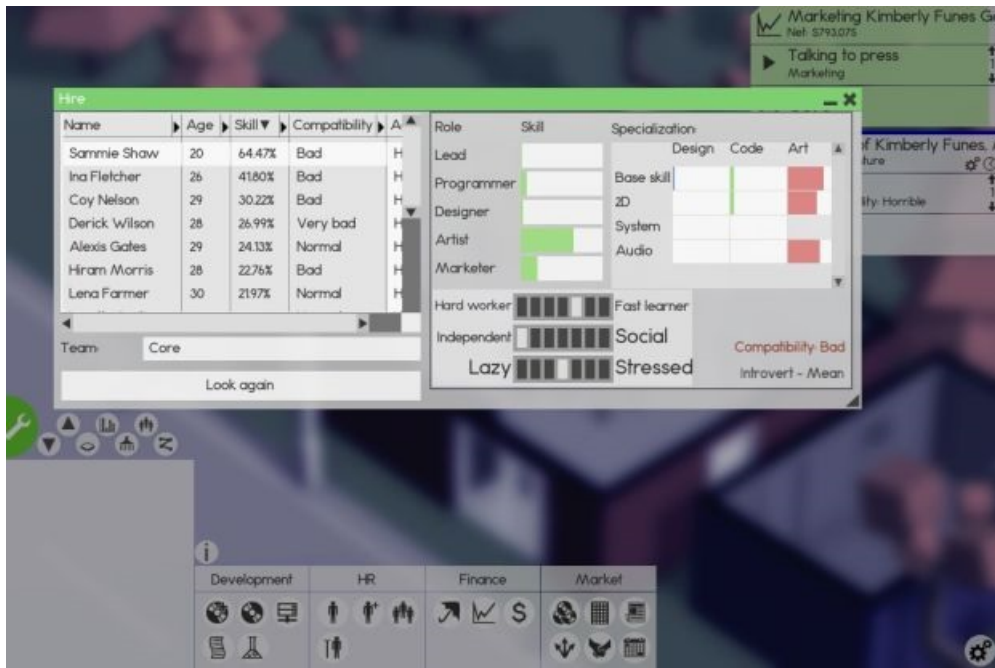 Marketing Kimberly Funes G
Net: $793,075
Talking to press
Marketing
Hire
Name Age Skill▼ Compatibility A
Sammie Shaw 20 64.47% Bad H
Ina Fletcher 26 41.80% Bad H
Coy Nelson 29 30.22% Bad H
Derick Wilson 28 26.99% Very bad H
Alexis Gates 29 24.13% Normal H
Hiram Morris 28 22.76% Bad H
Lena Farmer 30 21.97% Normal H
Team: Core
Look again
Role Skill Specialization:
Lead
Programmer
Designer
Artist
Marketer
Design Code Art
Base skill
2D
System
Audio
Hard worker Fast learner
Independent Social
Lazy Stressed
Compatibility: Bad
Introvert - Mean
of Kimberly Funes,
ture
lity: Horrible
i
Development HR Finance Market